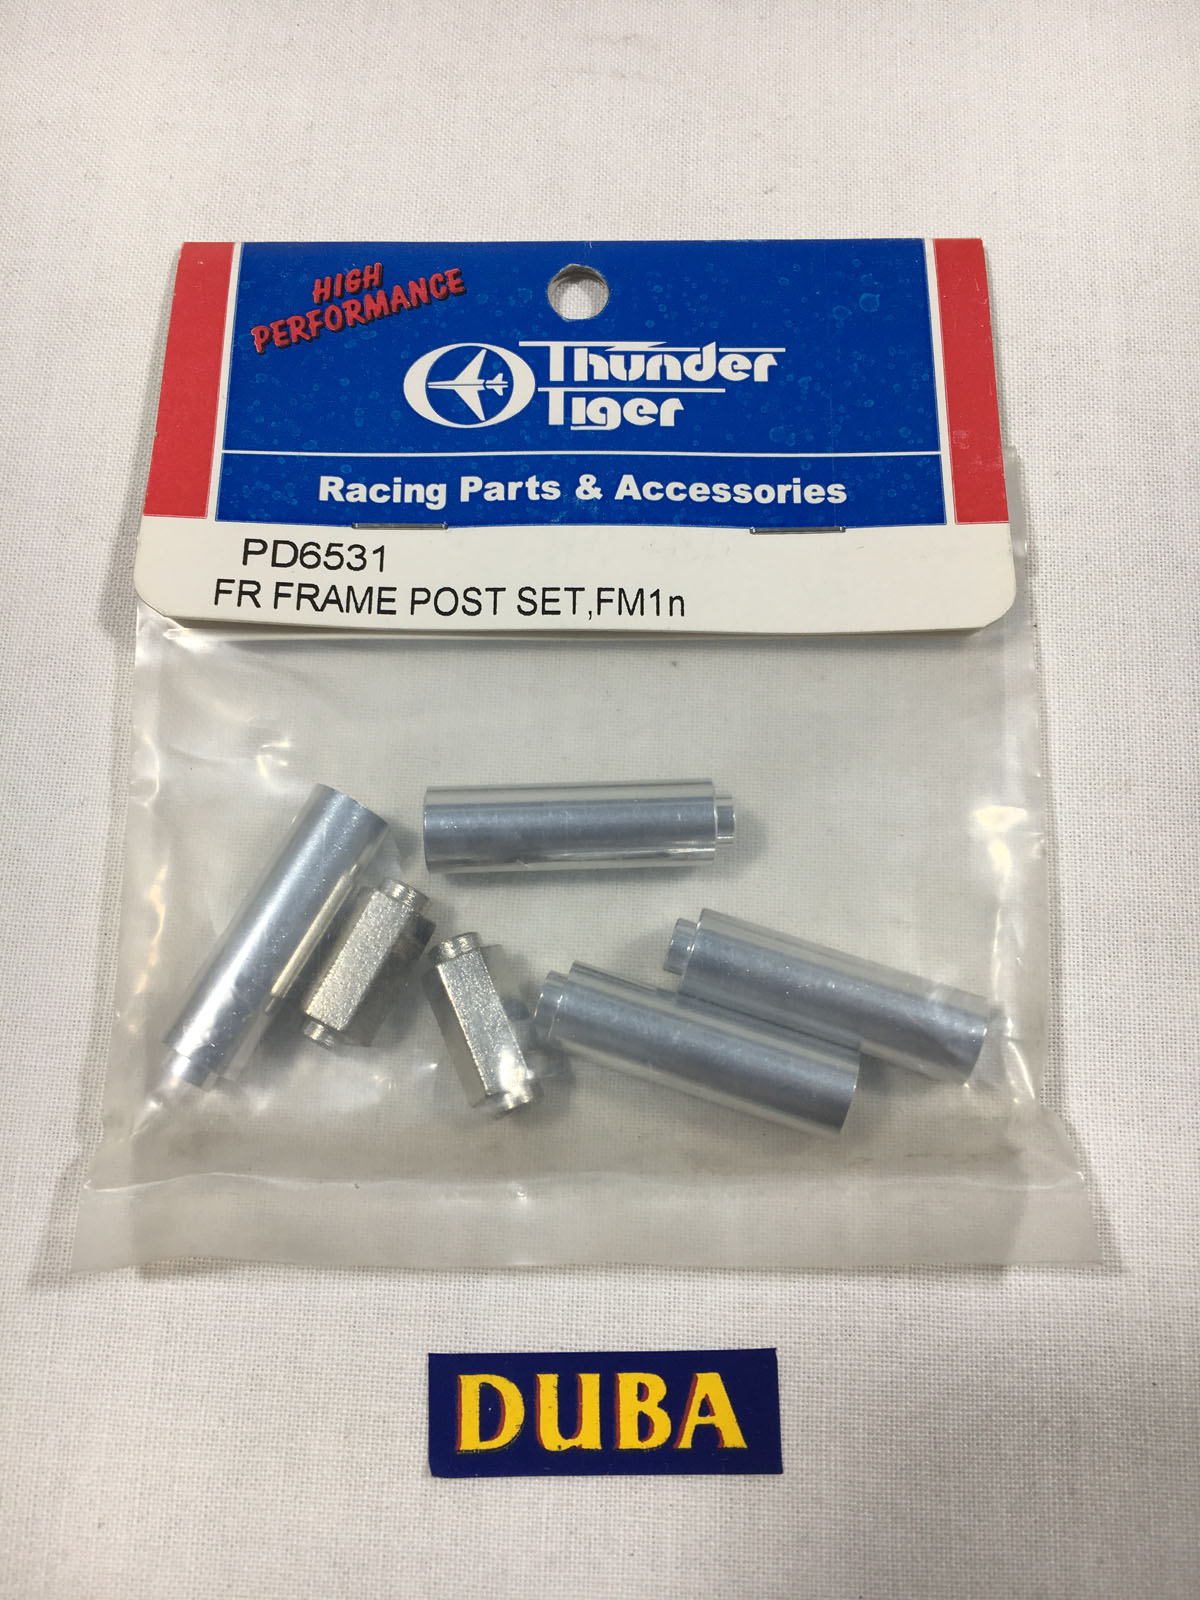 HIGH
PERFORMANCE
Thunder
Tiger
Racing Parts & Accessories
PD6531
FR FRAME POST SET,FM1n
DUBA